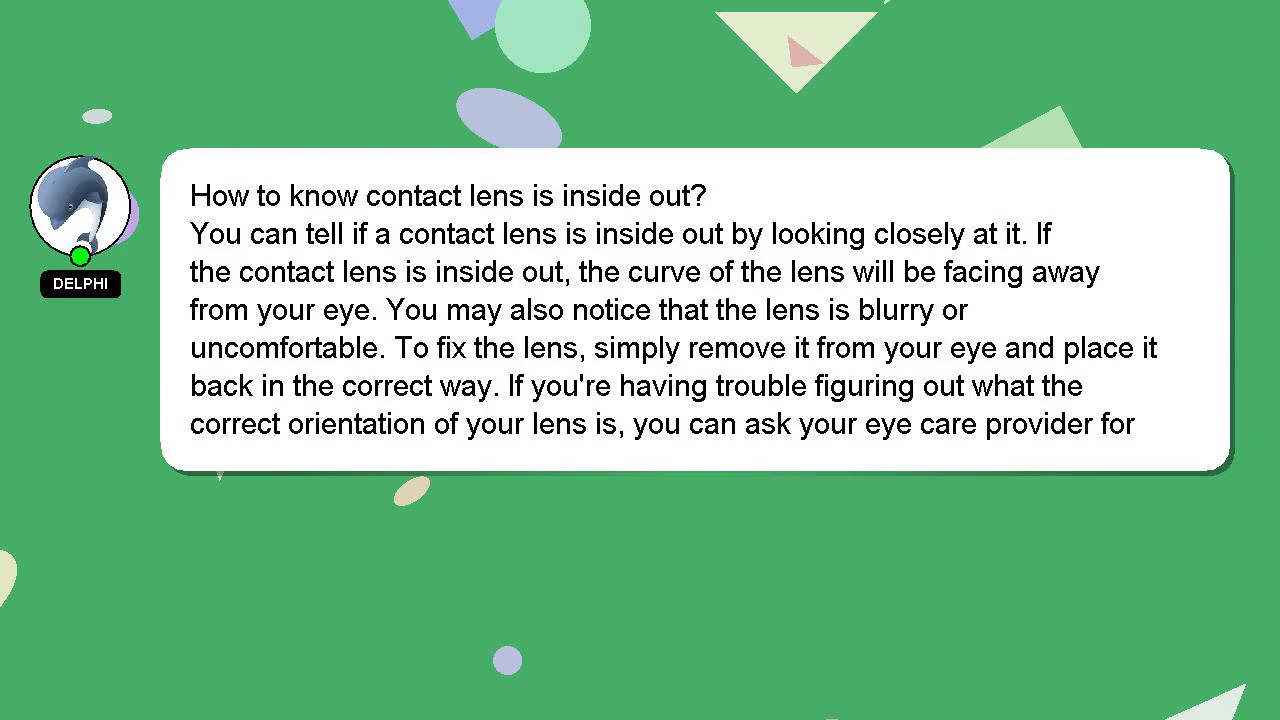 How to know contact lens is inside out?
You can tell if a contact lens is inside out by looking closely at it. If
the contact lens is inside out, the curve of the lens will be facing away
from your eye. You may also notice that the lens is blurry or
uncomfortable. To fix the lens, simply remove it from your eye and place it
back in the correct way. If you're having trouble figuring out what the
correct orientation of your lens is, you can ask your eye care provider for
DELPHI